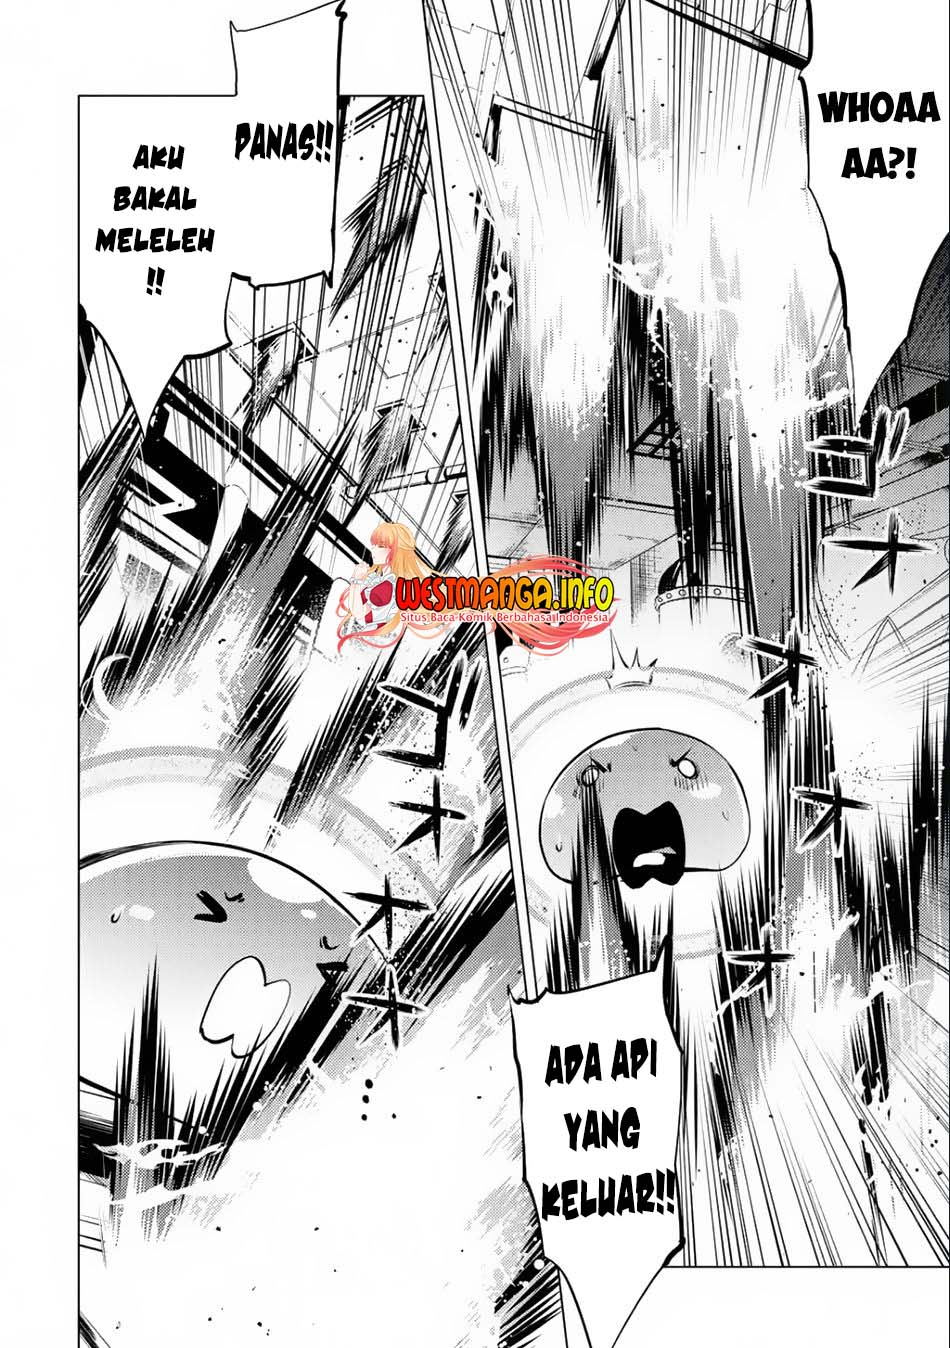 WHOAA
AA?!
ADA API
YANG
KELUAR!!
PANAS!!
AKU
BAKAL
MELELEH
!!
WESTMANGA.INFO
Situs Baca Komik Berbahasa Indonesia